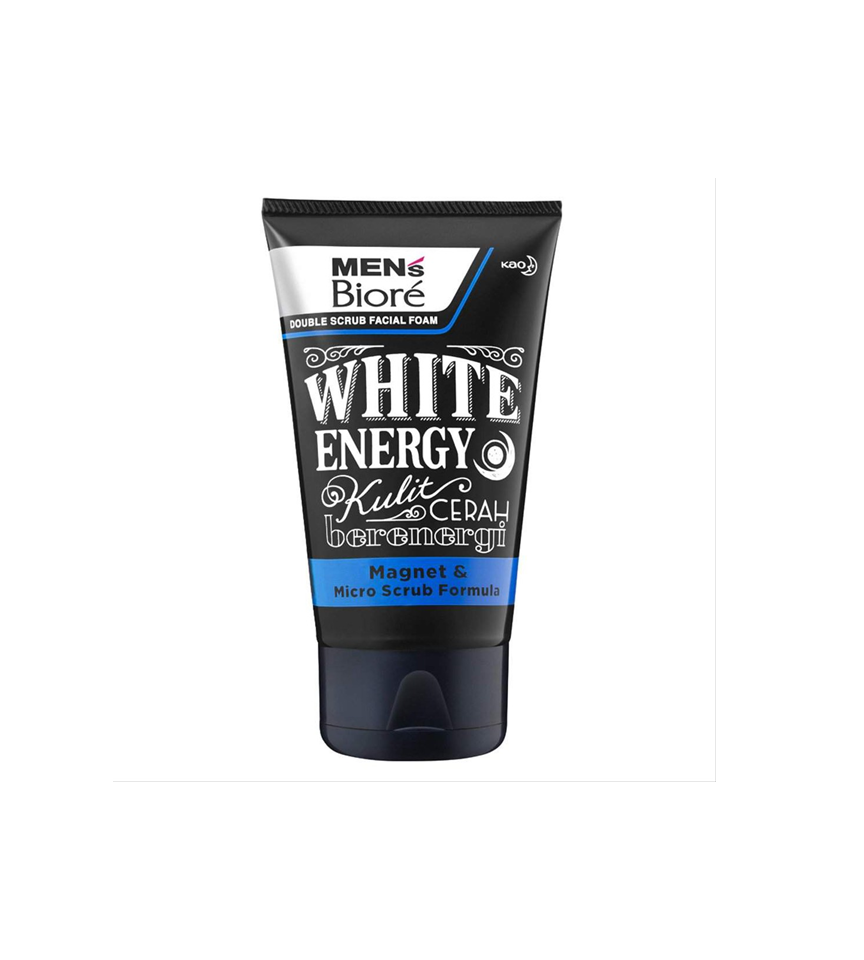 MEN's
Bioré
Kao
DOUBLE SCRUB FACIAL FOAM
WHITE
ENERGY
Kulit
CERAH
berenergi
Magnet &
Micro Scrub Formula